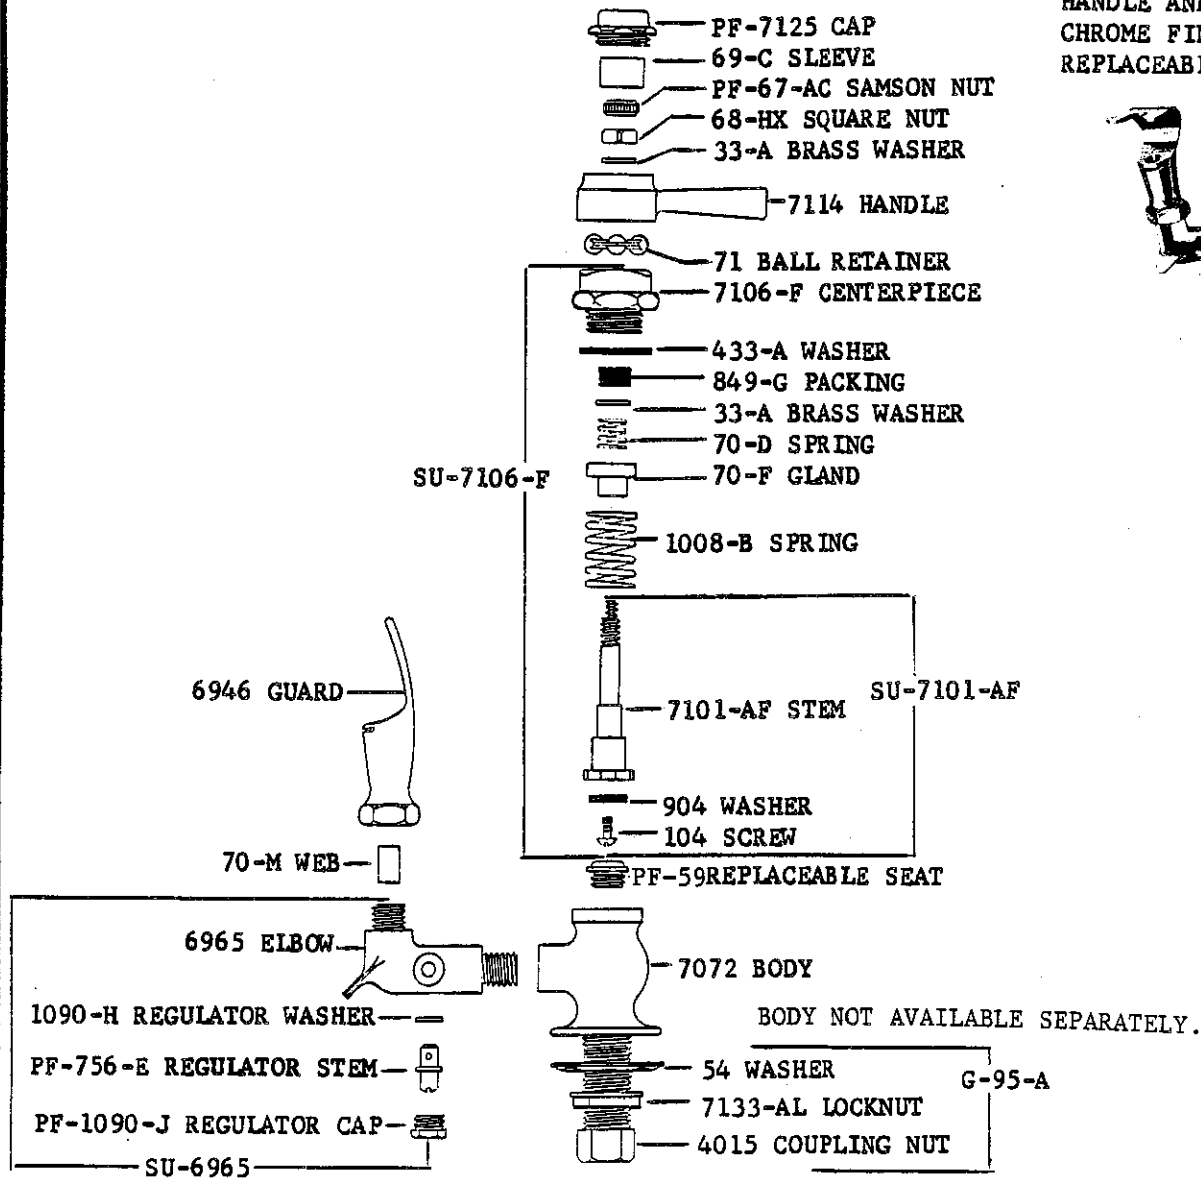 HANDLE AND
CHROME
REPLACEABLE
PF-7125 CAP
69-C SLEEVE
PF-67-AC SAMSON NUT
68-HX SQUARE NUT
33-A BRASS WASHER
7114 HANDLE
71 BALL RETAINER
7106-F CENTERPIECE
433-A WASHER
849-G PACKING
33-A BRASS WASHER
70-D SPRING
SU-7106-F
70-F GLAND
1008-B SPRING
6946 GUARD
SU-7101-AF
7101-AF STEM
904 WASHER
104 SCREW
70-M WEB
PF-59REPLACEABLE SEAT
6965 ELBOW
7072 BODY
1090-H REGULATOR WASHER
BODY NOT AVAILABLE SEPARATELY.
PF-756-E REGULATOR STEM
54 WASHER
G-95-A
7133-AL LOCKNUT
PF-1090-J REGULATOR CAP
4015 COUPLING NUT
SU-6965